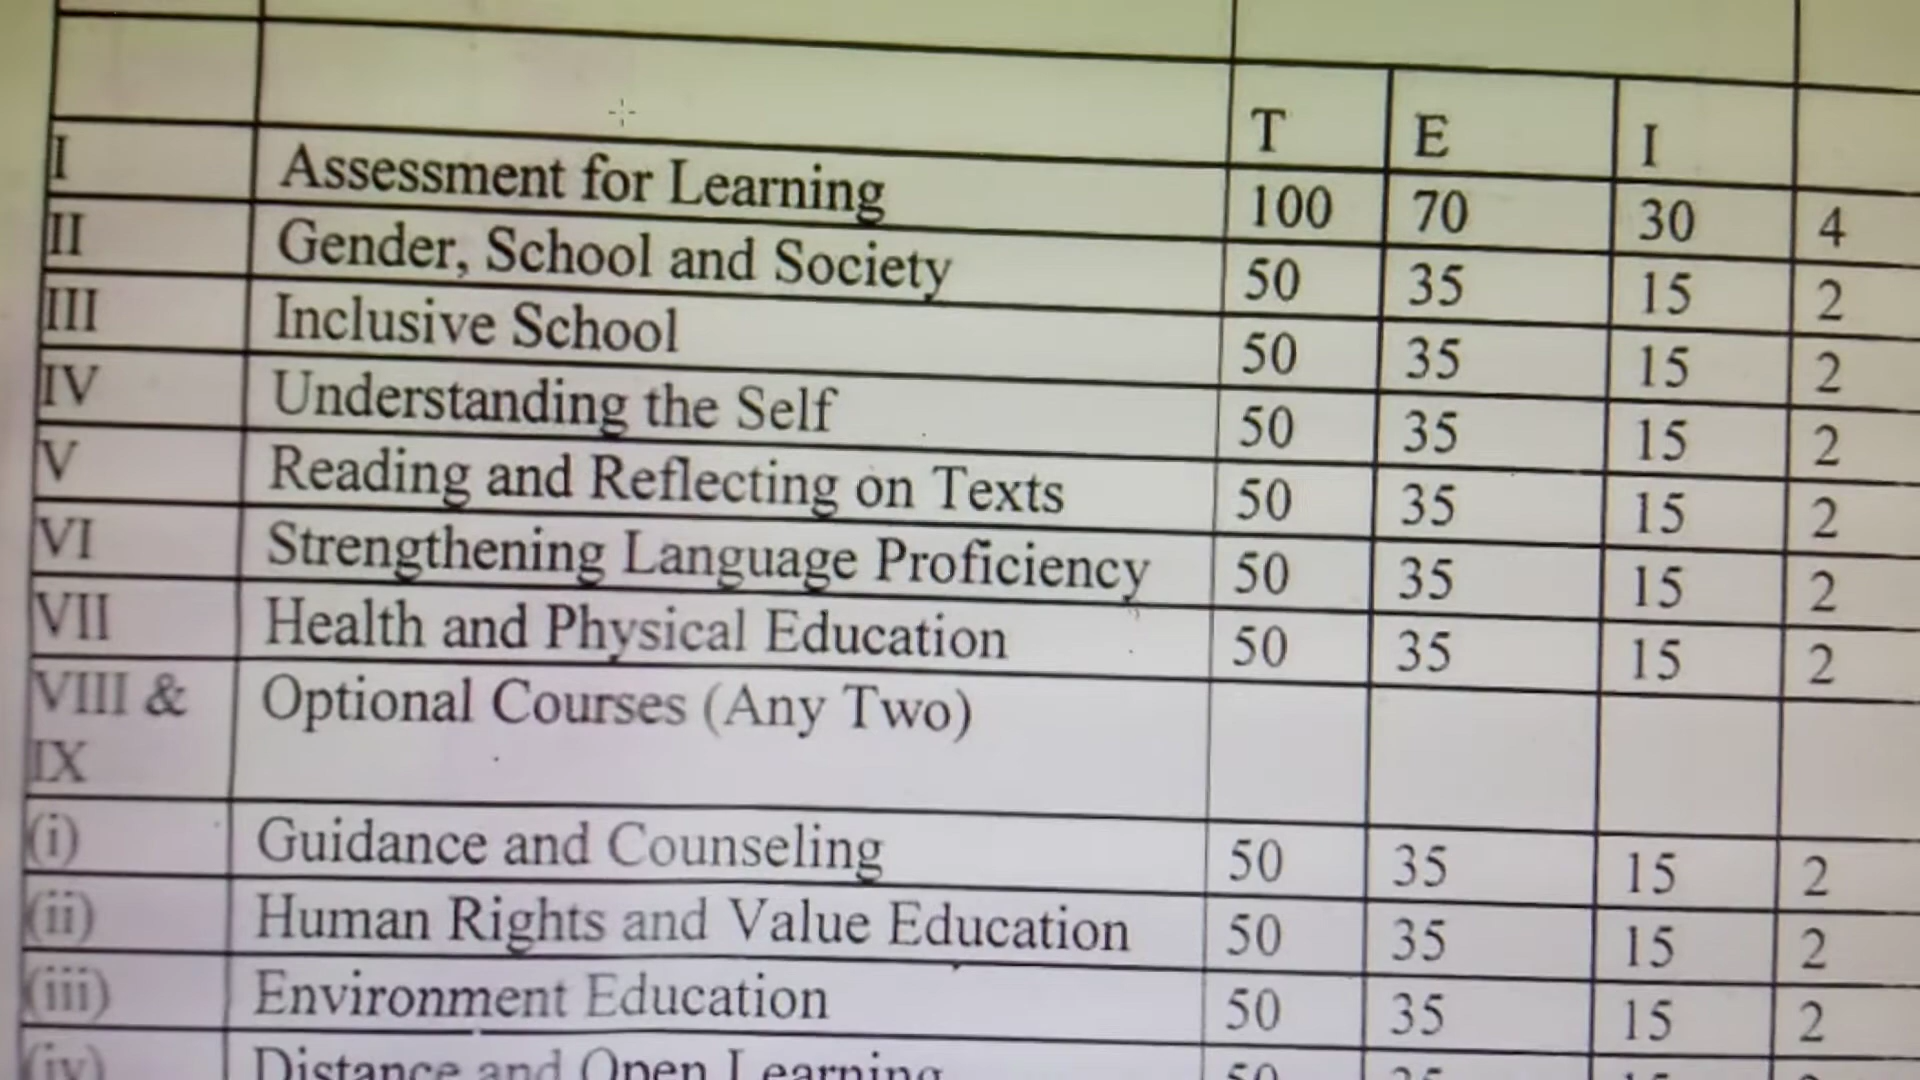 T E I
I Assessment for Learning 100 70 30 4
II Gender, School and Society 50 35 15 2
III Inclusive School 50 35 15 2
IV Understanding the Self 50 35 15 2
V Reading and Reflecting on Texts 50 35 15 2
VI Strengthening Language Proficiency 50 35 15 2
VII Health and Physical Education 50 35 15 2
VIII & Optional Courses (Any Two)
IX
(i) Guidance and Counseling 50 35 15 2
(ii) Human Rights and Value Education 50 35 15 2
(iii) Environment Education 50 35 15 2
(iv) Distance and Open Learning 50